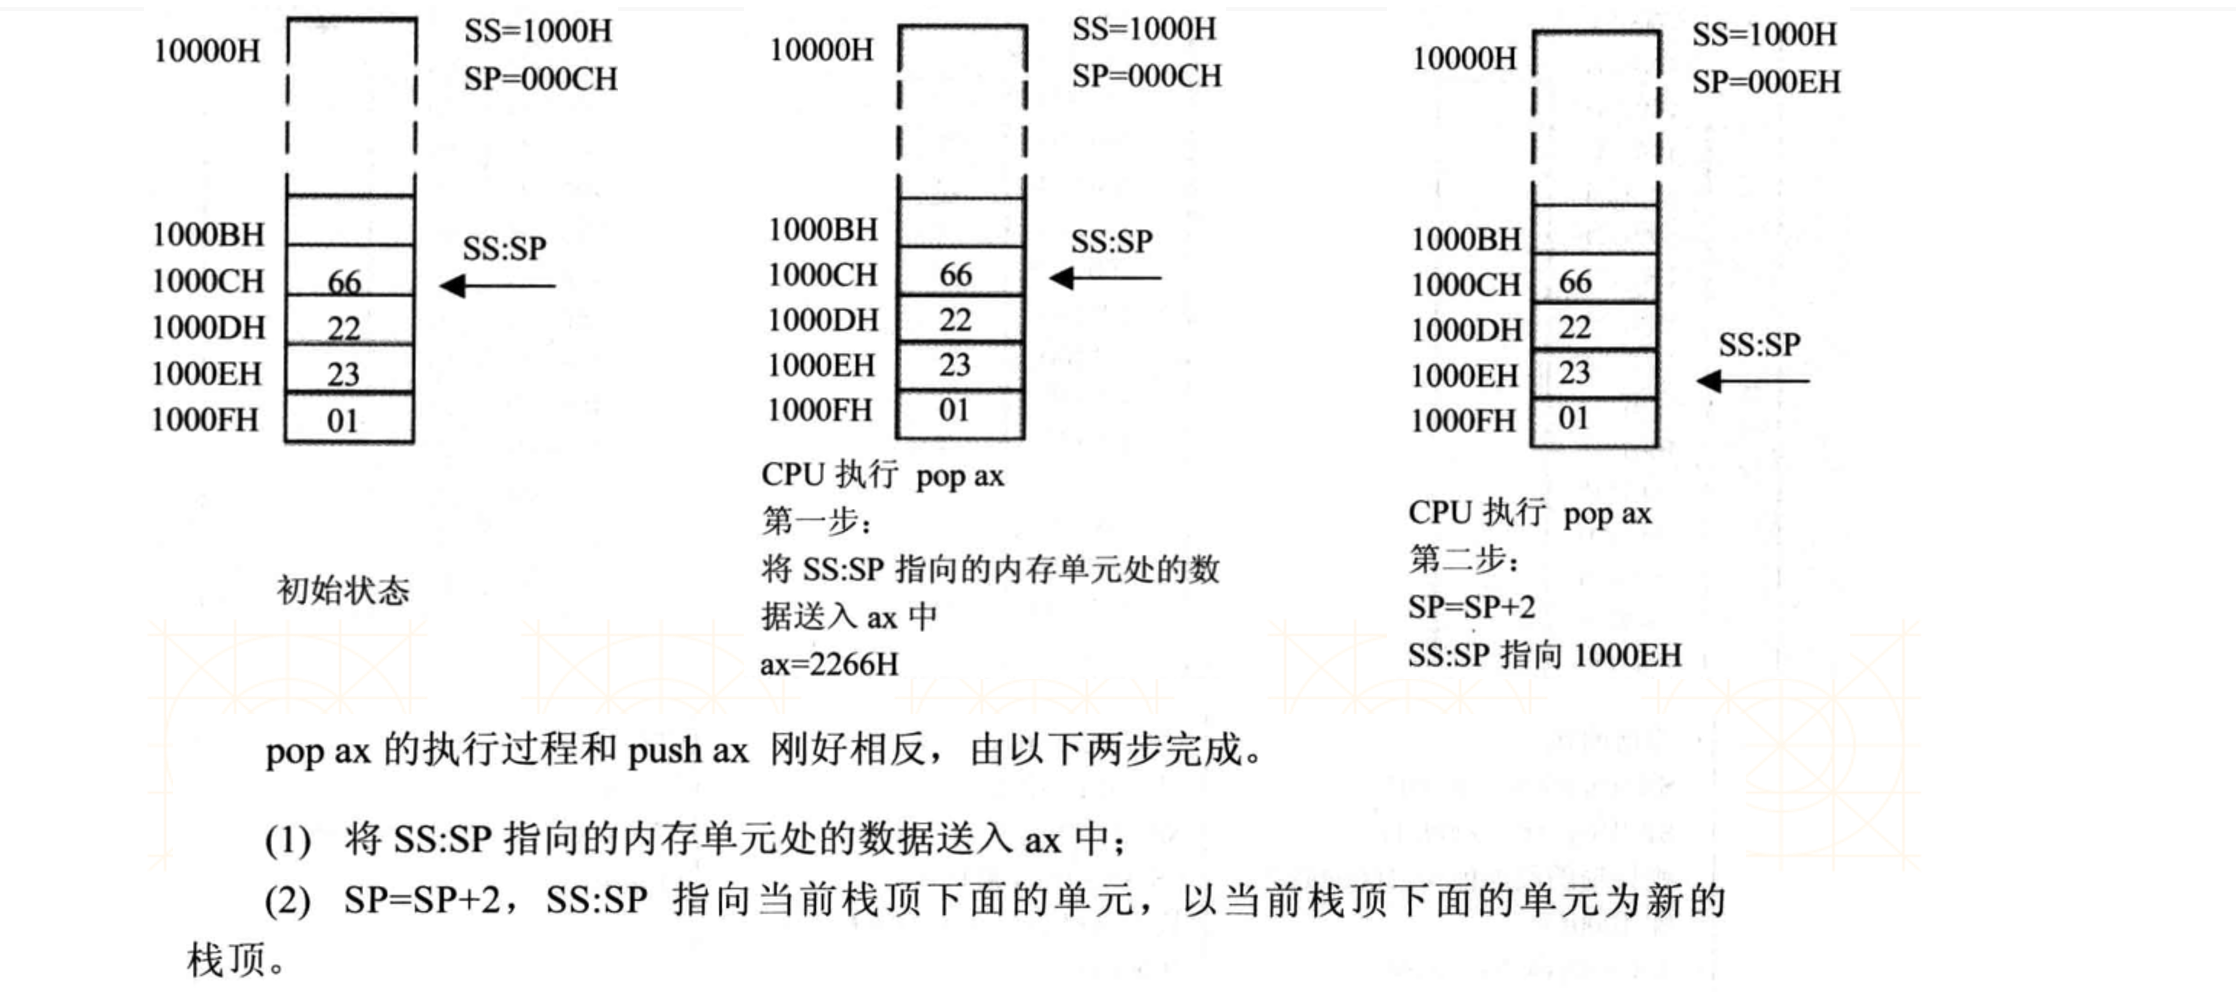 10000H
SS=1000H
SP=000CH
1000BH
1000CH 66
SS:SP
1000DH 22
1000EH 23
1000FH 01
初始状态
10000H
SS=1000H
SP=000CH
1000BH
1000CH 66
SS:SP
1000DH 22
1000EH 23
1000FH 01
CPU 执行 pop ax
第一步：
将 SS:SP 指向的内存单元处的数
据送入 ax 中
ax=2266H
10000H
SS=1000H
SP=000EH
1000BH
1000CH 66
1000DH 22
SS:SP
1000EH 23
1000FH 01
CPU 执行 pop ax
第二步：
SP=SP+2
SS:SP 指向 1000EH
pop ax 的执行过程和 push ax 刚好相反，由以下两步完成。
(1) 将 SS:SP 指向的内存单元处的数据送入 ax 中；
(2) SP=SP+2，SS:SP 指向当前栈顶下面的单元，以当前栈顶下面的单元为新的
栈顶。